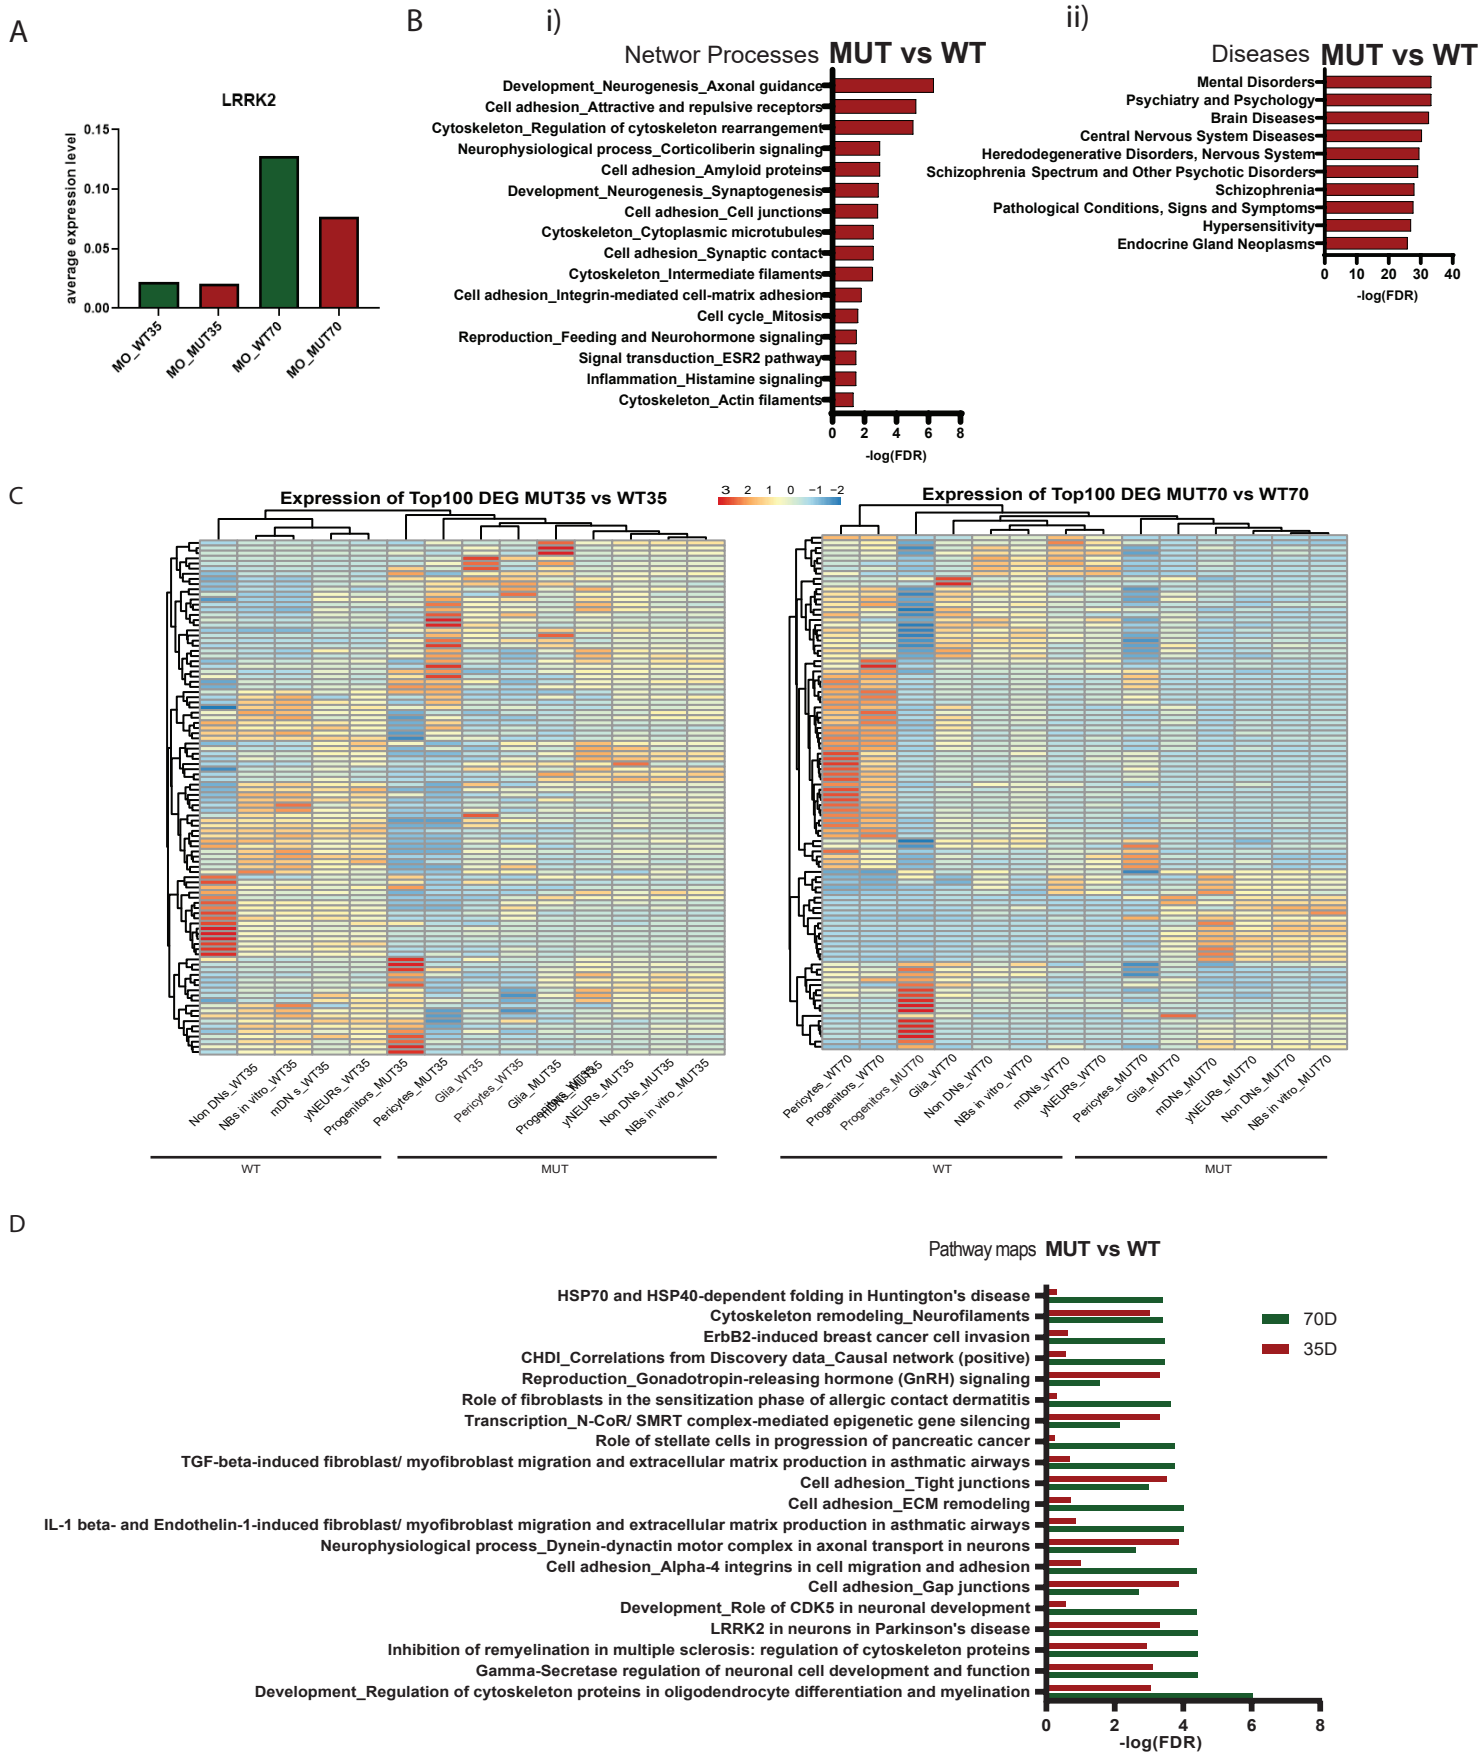 A
LRRK2
average expression level
0.15
0.10
0.05
0.00
MO_WT35
MO_MUT35
MO_WT70
MO_MUT70
B
i)
Networ Processes MUT vs WT
Development_Neurogenesis_Axonal guidance
Cell adhesion_Attractive and repulsive receptors
Cytoskeleton_Regulation of cytoskeleton rearrangement
Neurophysiological process_Corticoliberin signaling
Cell adhesion_Amyloid proteins
Development_Neurogenesis_Synaptogenesis
Cell adhesion_Cell junctions
Cytoskeleton_Cytoplasmic microtubules
Cell adhesion_Synaptic contact
Cytoskeleton_Intermediate filaments
Cell adhesion_Integrin-mediated cell-matrix adhesion
Cell cycle_Mitosis
Reproduction_Feeding and Neurohormone signaling
Signal transduction_ESR2 pathway
Inflammation_Histamine signaling
Cytoskeleton_Actin filaments
0 2 4 6 8
-log(FDR)
ii)
Diseases MUT vs WT
Mental Disorders
Psychiatry and Psychology
Brain Diseases
Central Nervous System Diseases
Heredodegenerative Disorders, Nervous System
Schizophrenia Spectrum and Other Psychotic Disorders
Schizophrenia
Pathological Conditions, Signs and Symptoms
Hypersensitivity
Endocrine Gland Neoplasms
0 10 20 30 40
-log(FDR)
C
Expression of Top100 DEG MUT35 vs WT35
3 2 1 0 −1 −2
Expression of Top100 DEG MUT70 vs WT70
Non DNs_WT35
NBs in vitro_WT35
mDN s_WT35
yNEURs_WT35
Progenitors_MUT35
Pericytes_MUT35
Glia_WT35
Pericytes_WT35
Glia_MUT35
Progenitors_WT35
mDNs_MUT35
yNEURs_MUT35
Non DNs_MUT35
NBs in vitro_MUT35
WT
MUT
Pericytes_WT70
Progenitors_WT70
Progenitors_MUT70
Glia_WT70
Non DNs_WT70
NBs in vitro_WT70
mDNs_WT70
yNEURs_WT70
Pericytes_MUT70
Glia_MUT70
mDNs_MUT70
yNEURs_MUT70
Non DNs_MUT70
NBs in vitro_MUT70
WT
MUT
D
Pathway maps MUT vs WT
HSP70 and HSP40-dependent folding in Huntington's disease
Cytoskeleton remodeling_Neurofilaments
ErbB2-induced breast cancer cell invasion
CHDI_Correlations from Discovery data_Causal network (positive)
Reproduction_Gonadotropin-releasing hormone (GnRH) signaling
Role of fibroblasts in the sensitization phase of allergic contact dermatitis
Transcription_N-CoR/ SMRT complex-mediated epigenetic gene silencing
Role of stellate cells in progression of pancreatic cancer
TGF-beta-induced fibroblast/ myofibroblast migration and extracellular matrix production in asthmatic airways
Cell adhesion_Tight junctions
Cell adhesion_ECM remodeling
IL-1 beta- and Endothelin-1-induced fibroblast/ myofibroblast migration and extracellular matrix production in asthmatic airways
Neurophysiological process_Dynein-dynactin motor complex in axonal transport in neurons
Cell adhesion_Alpha-4 integrins in cell migration and adhesion
Cell adhesion_Gap junctions
Development_Role of CDK5 in neuronal development
LRRK2 in neurons in Parkinson's disease
Inhibition of remyelination in multiple sclerosis: regulation of cytoskeleton proteins
Gamma-Secretase regulation of neuronal cell development and function
Development_Regulation of cytoskeleton proteins in oligodendrocyte differentiation and myelination
0 2 4 6 8
-log(FDR)
70D
35D